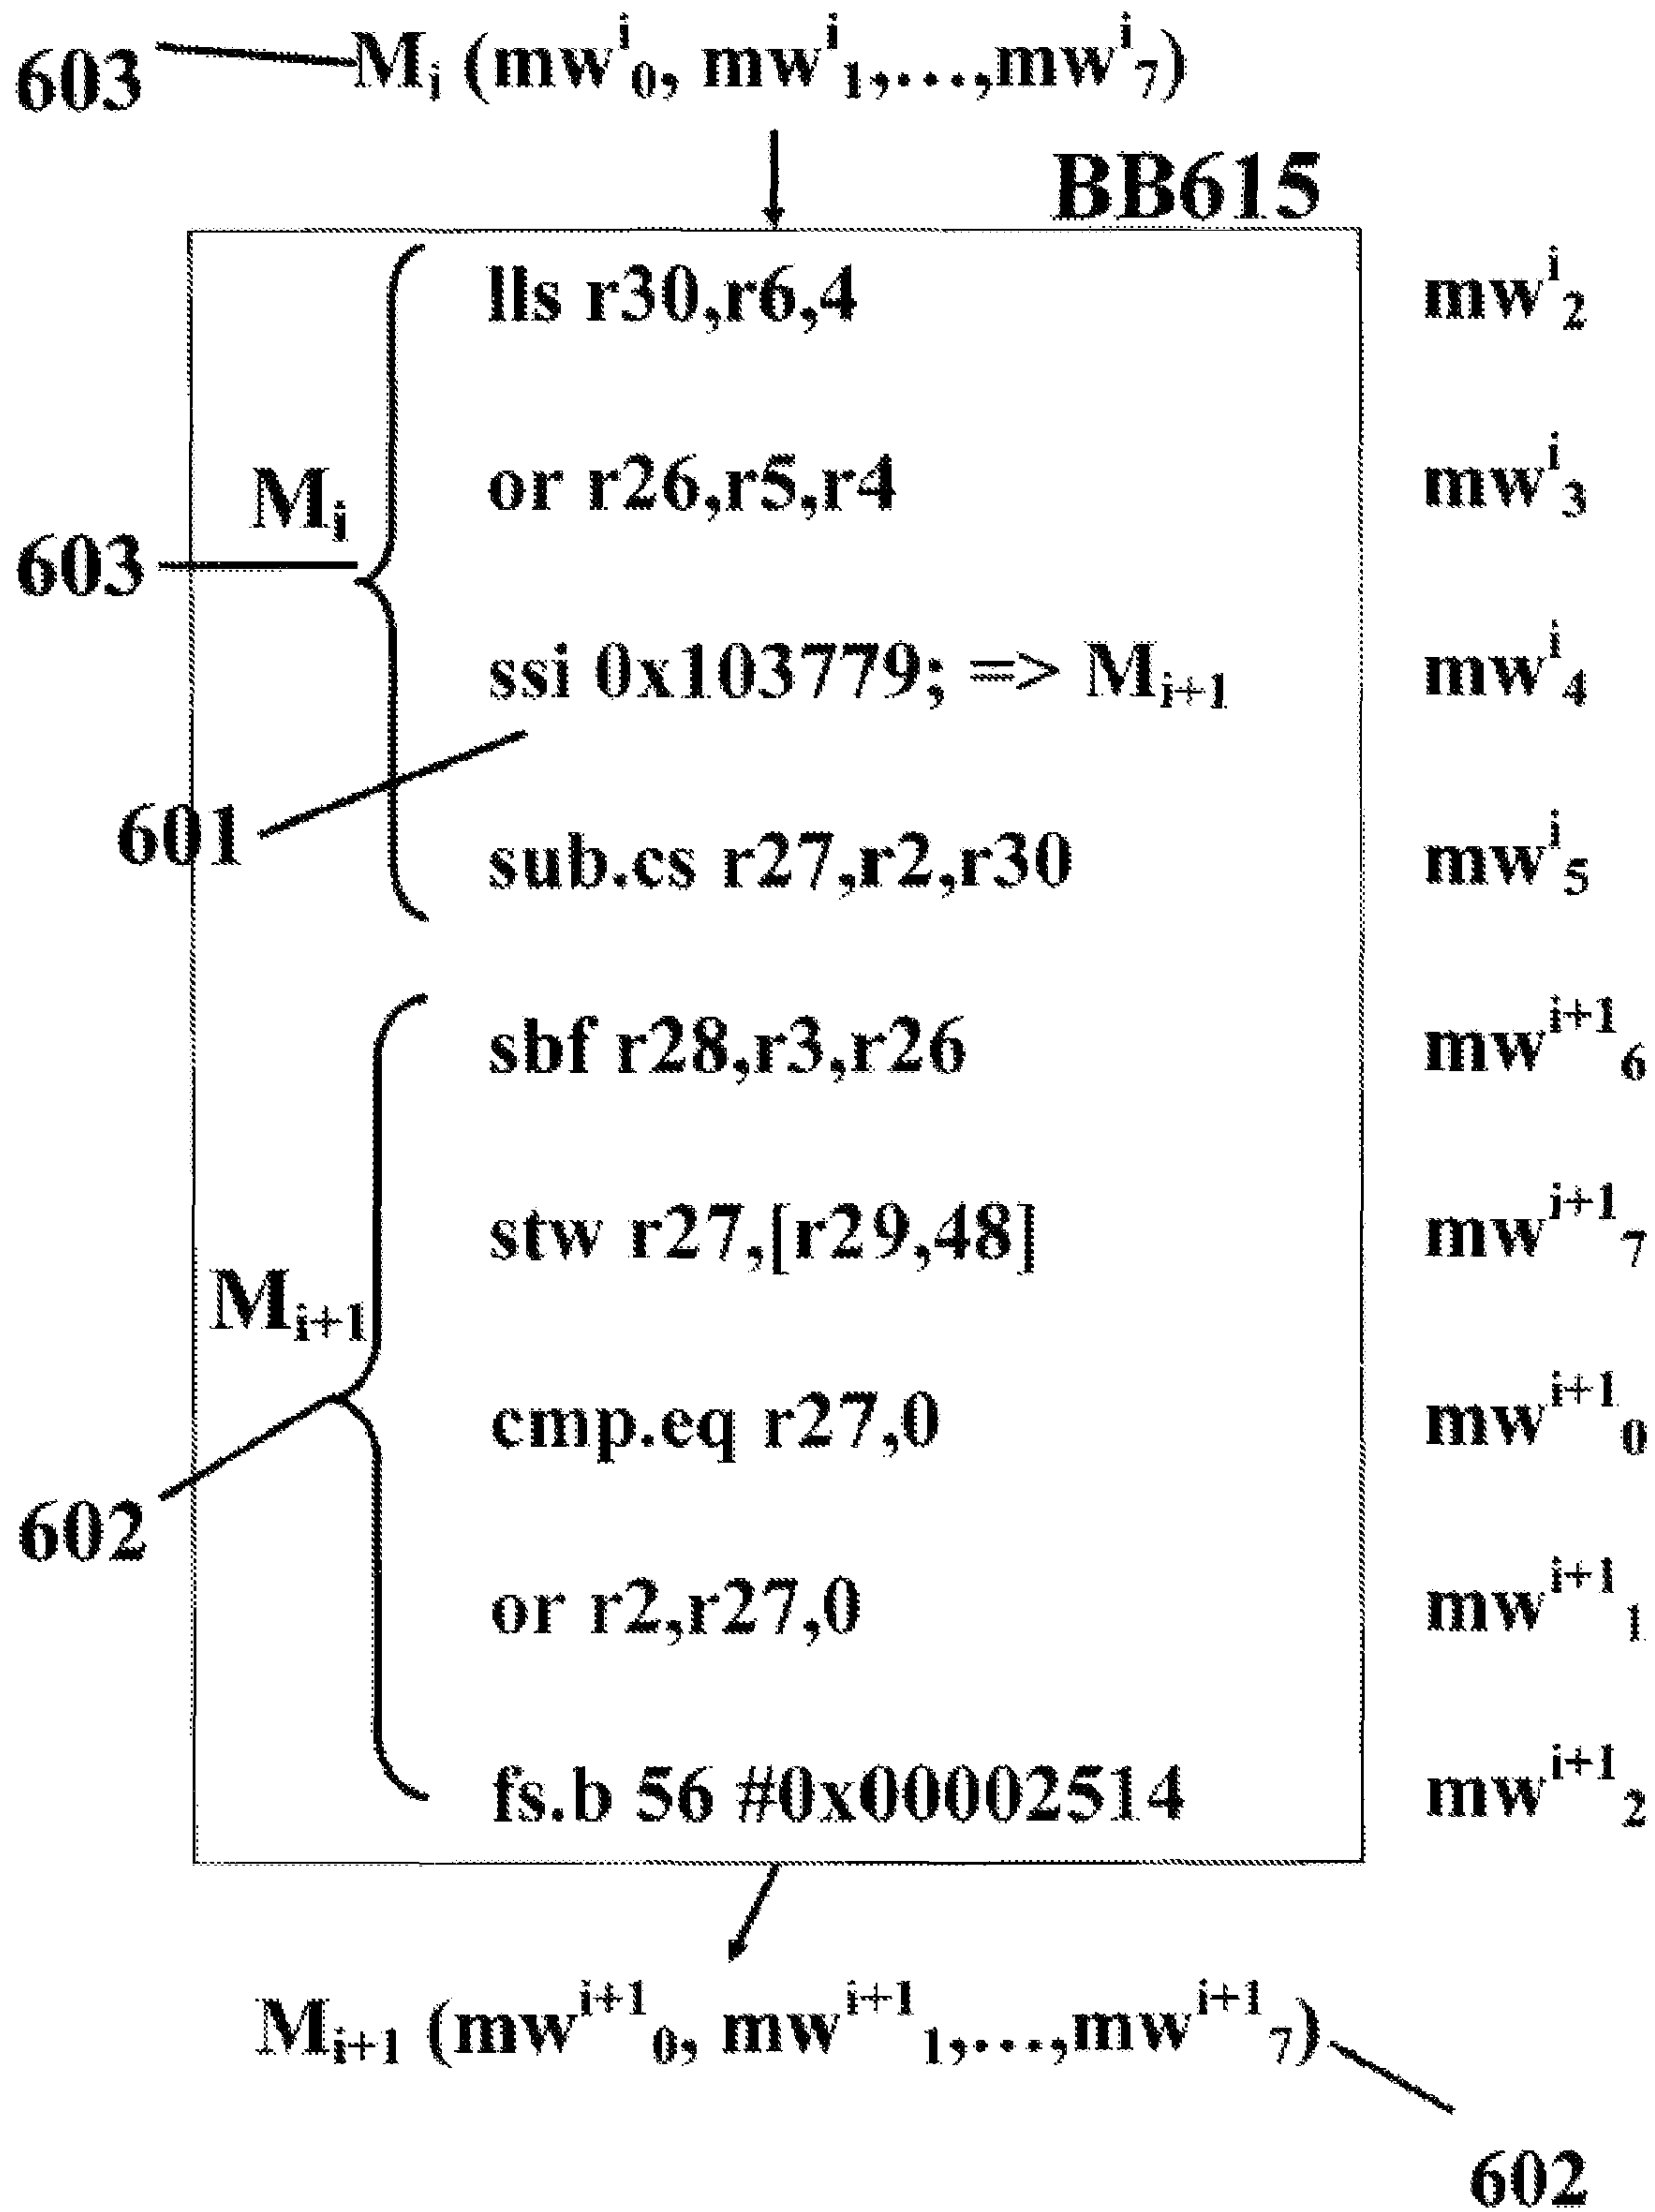 603 Mᵢ (mwⁱ₀, mwⁱ₁,...,mwⁱ₇)
BB615
lls r30,r6,4 mwⁱ₂
Mᵢ or r26,r5,r4 mwⁱ₃
603
ssi 0x103779; => Mᵢ₊₁ mwⁱ₄
601 sub.cs r27,r2,r30 mwⁱ₅
sbf r28,r3,r26 mwⁱ⁺¹₆
stw r27,[r29,48] mwⁱ⁺¹₇
Mᵢ₊₁
cmp.eq r27,0 mwⁱ⁺¹₀
602
or r2,r27,0 mwⁱ⁺¹₁
fs.b 56 #0x00002514 mwⁱ⁺¹₂
Mᵢ₊₁ (mwⁱ⁺¹₀, mwⁱ⁺¹₁,...,mwⁱ⁺¹₇)
602